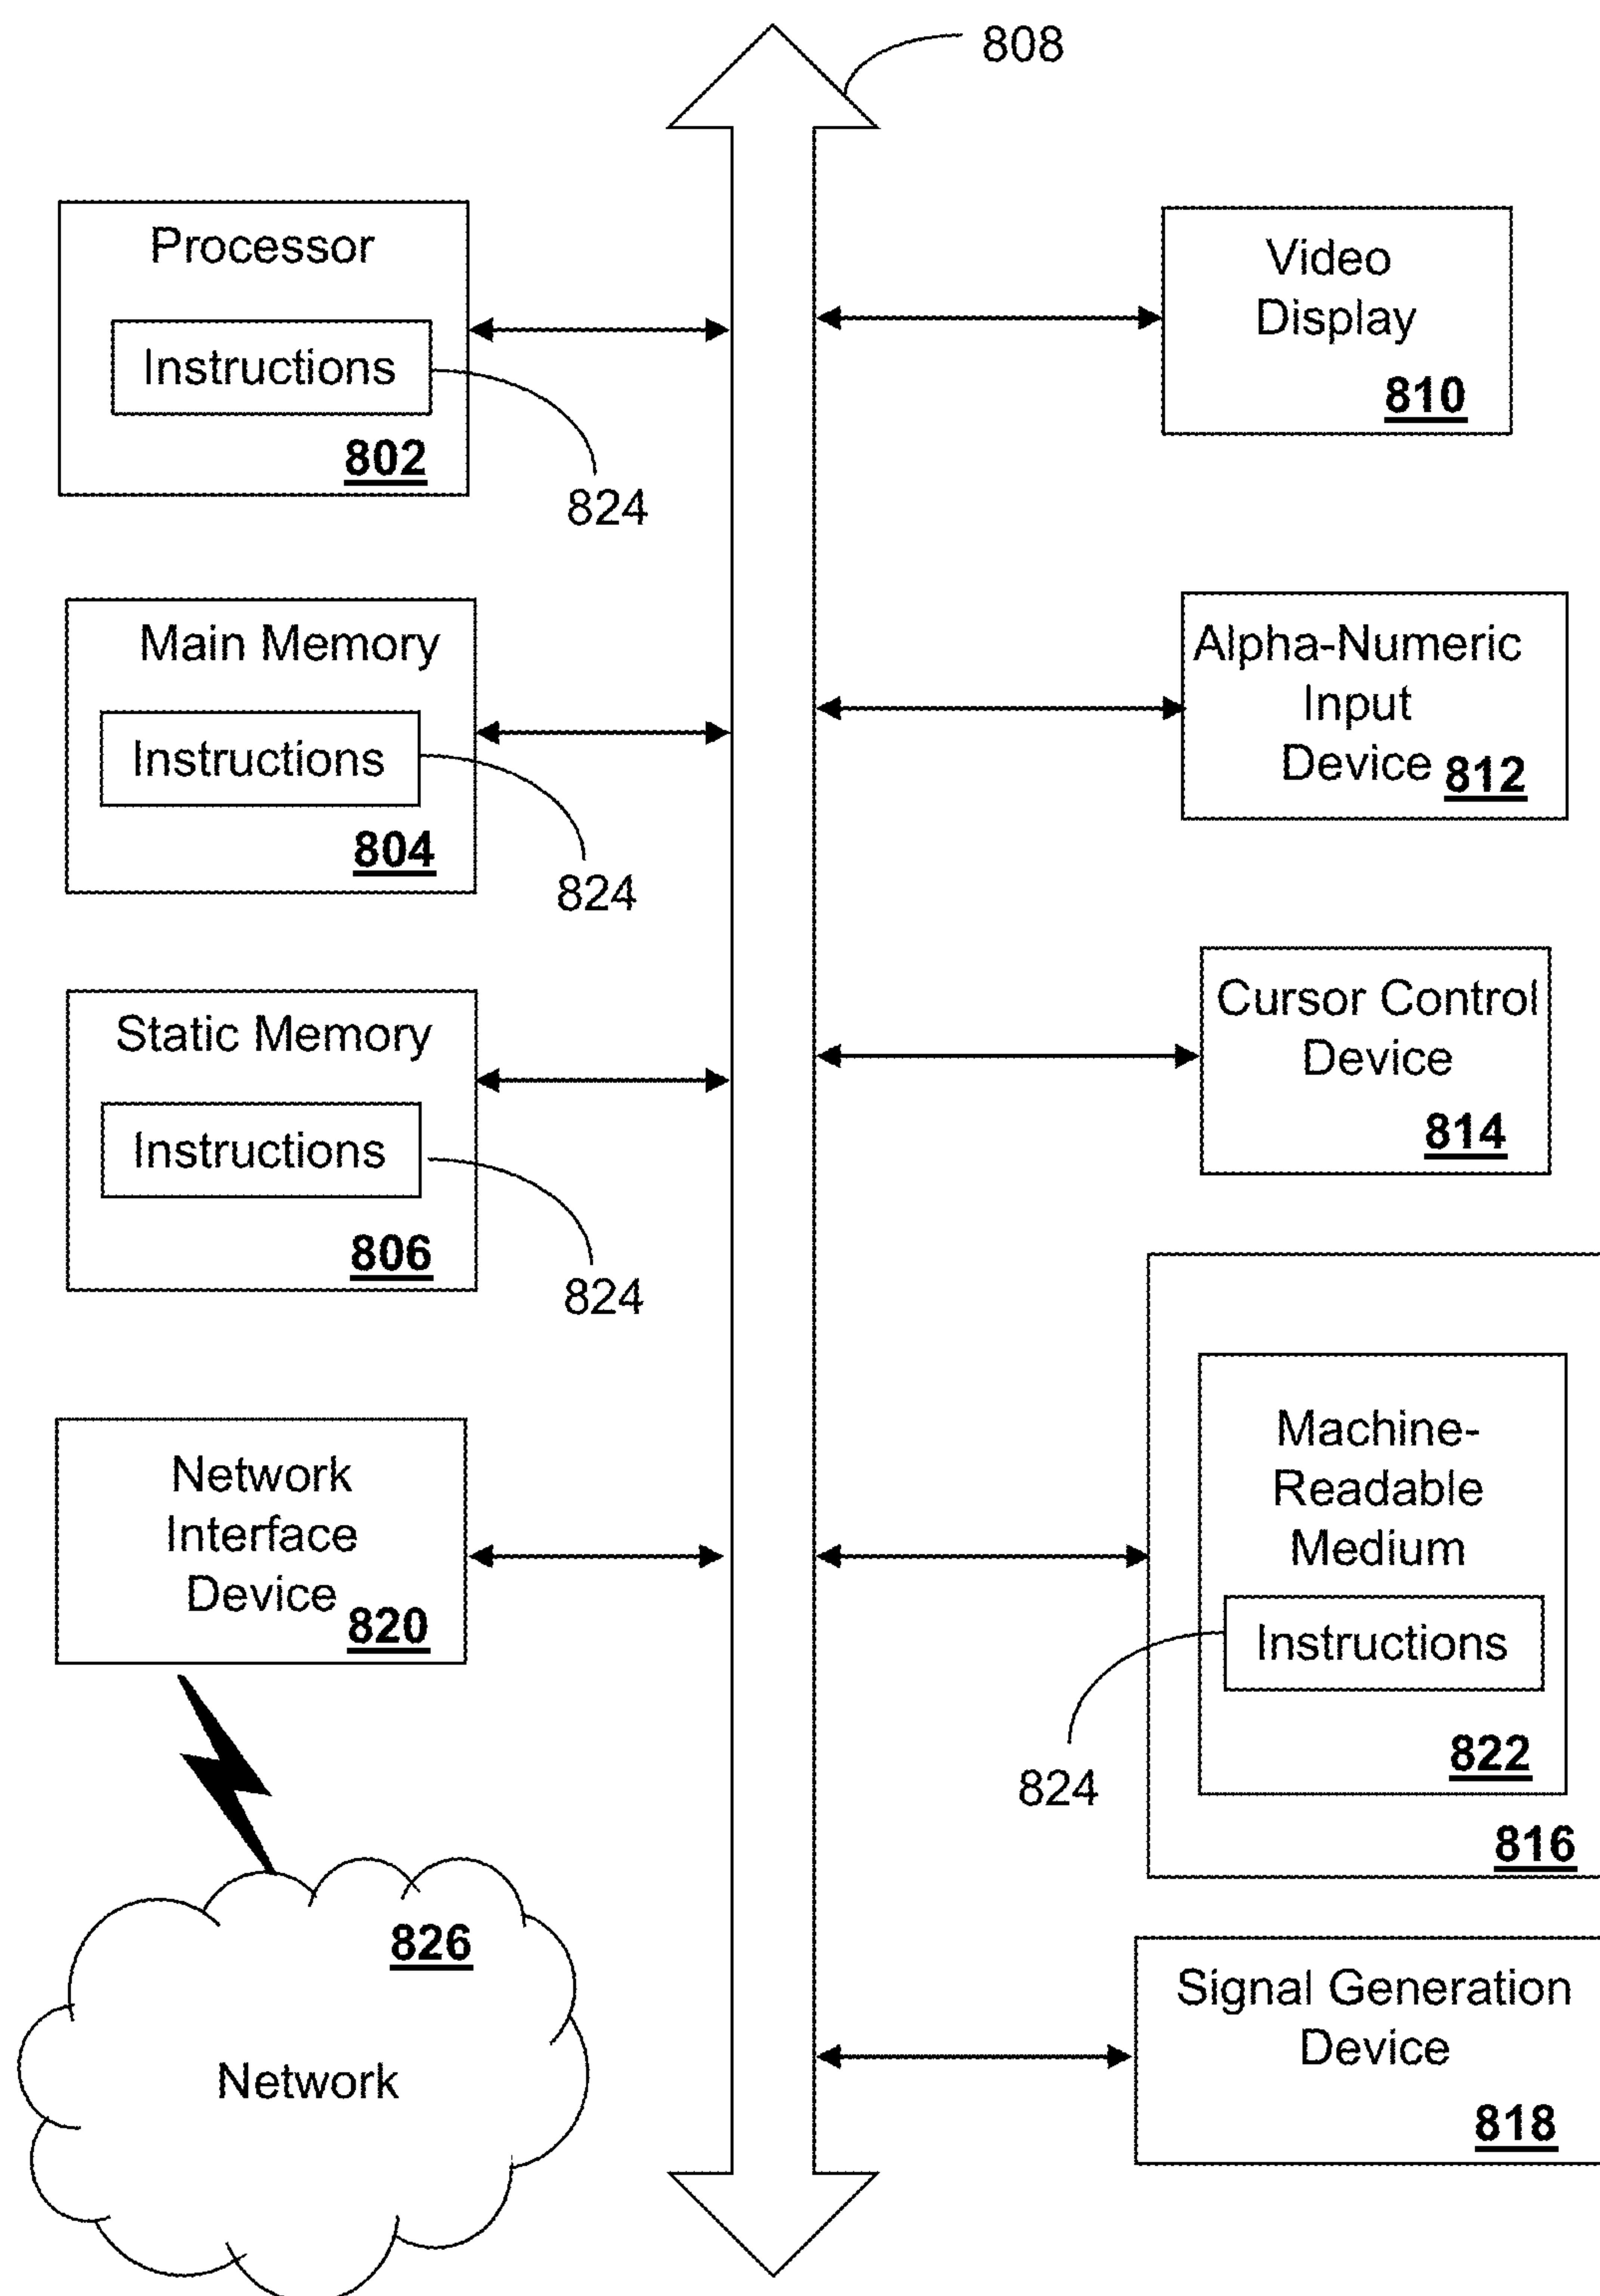 808
Processor
Instructions
802
824
Main Memory
Instructions
804
824
Static Memory
Instructions
806
824
Network
Interface
Device
820
826
Network
Video
Display
810
Alpha-Numeric
Input
Device 812
Cursor Control
Device
814
Machine-
Readable
Medium
Instructions
824
822
816
Signal Generation
Device
818